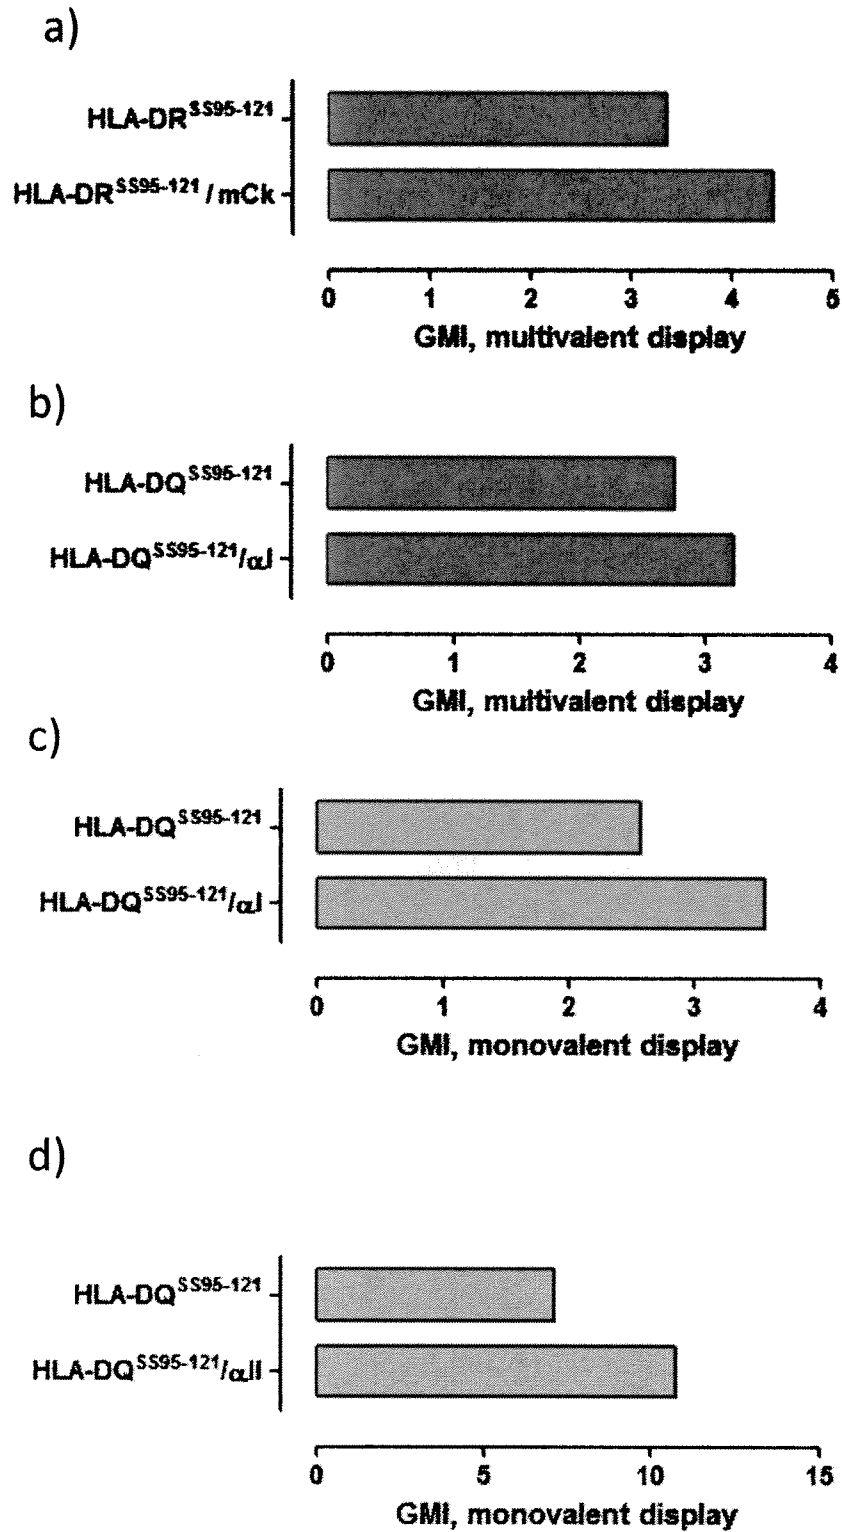 a)
HLA-DR^SS95-121
HLA-DR^SS95-121 / mCk
0 1 2 3 4 5
GMI, multivalent display
b)
HLA-DQ^SS95-121
HLA-DQ^SS95-121/αI
0 1 2 3 4
GMI, multivalent display
c)
HLA-DQ^SS95-121
HLA-DQ^SS95-121/αI
0 1 2 3 4
GMI, monovalent display
d)
HLA-DQ^SS95-121
HLA-DQ^SS95-121/αII
0 5 10 15
GMI, monovalent display